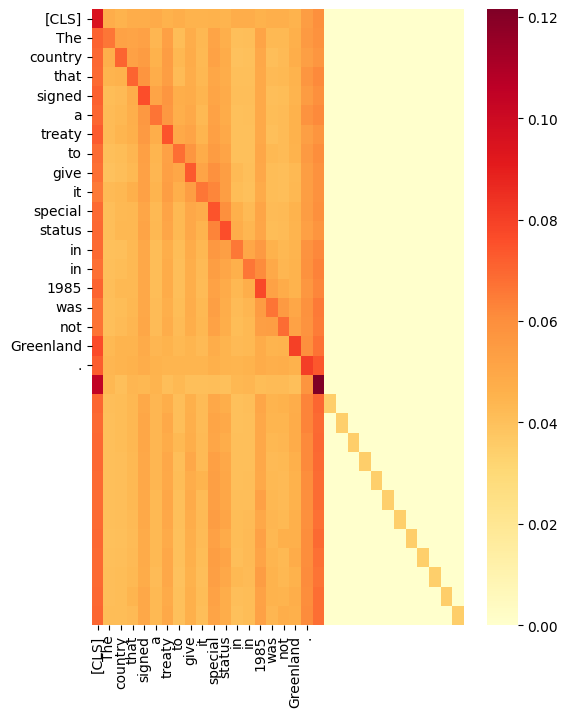 [CLS]
The
country
that
signed
a
treaty
to
give
it
special
status
in
in
1985
was
not
Greenland
.
0.12
0.10
0.08
0.06
0.04
0.02
0.00
[CLS]
The
country
that
signed
a
treaty
to
give
it
special
status
in
in
1985
was
not
Greenland
.